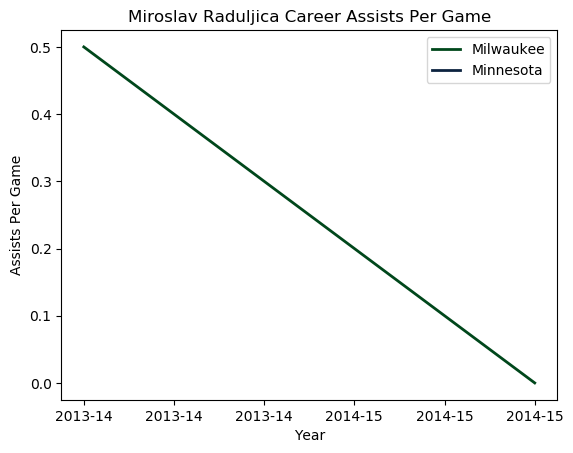 Miroslav Raduljica Career Assists Per Game
Milwaukee
Minnesota
Assists Per Game
0.5
0.4
0.3
0.2
0.1
0.0
2013-14 2013-14 2013-14 2014-15 2014-15 2014-15
Year